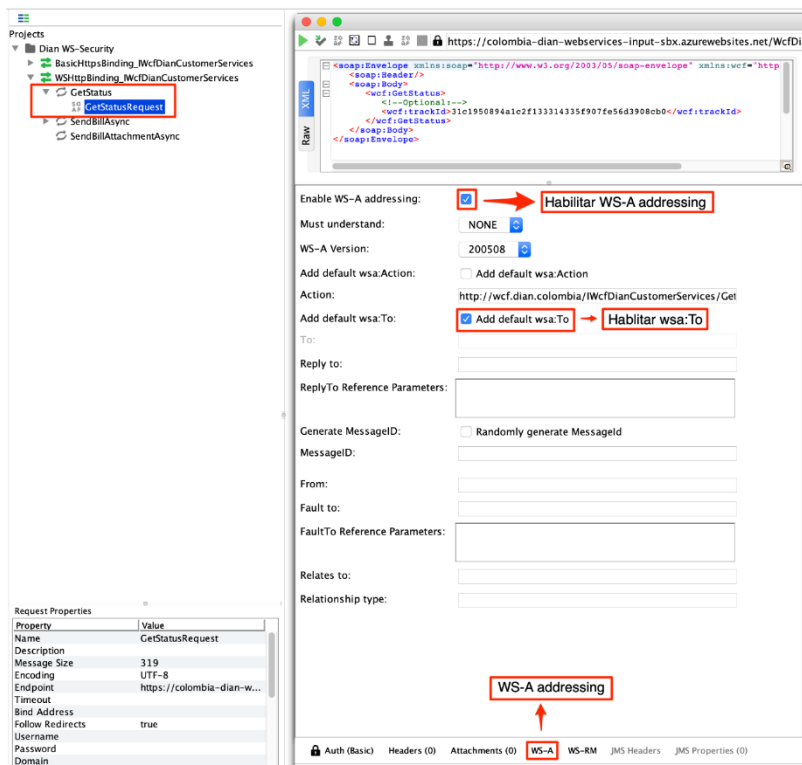 Projects
Dian WS-Security
BasicHttpsBinding_IWcfDianCustomerServices
WSHttpBinding_IWcfDianCustomerServices
GetStatus
GetStatusRequest
SendBillAsync
SendBillAttachmentAsync
Request Properties
Property Value
Name GetStatusRequest
Description
Message Size 319
Encoding UTF-8
Endpoint https://colombia-dian-w...
Timeout
Bind Address
Follow Redirects true
Username
Password
Domain
https://colombia-dian-webservices-input-sbx.azurewebsites.net/WcfDi
XML
Raw
<soap:Envelope xmlns:soap="http://www.w3.org/2003/05/soap-envelope" xmlns:wcf="http
<soap:Header/>
<soap:Body>
<wcf:GetStatus>
<!--Optional:-->
<wcf:trackId>31c1950894a1c2f133314335f907fe56d3908cb0</wcf:trackId>
</wcf:GetStatus>
</soap:Body>
</soap:Envelope>
Enable WS-A addressing: Habilitar WS-A addressing
Must understand: NONE
WS-A Version: 200508
Add default wsa:Action: Add default wsa:Action
Action: http://wcf.dian.colombia/IWcfDianCustomerServices/Get
Add default wsa:To: Add default wsa:To Hablitar wsa:To
To:
Reply to:
ReplyTo Reference Parameters:
Generate MessageID: Randomly generate MessageId
MessageID:
From:
Fault to:
FaultTo Reference Parameters:
Relates to:
Relationship type:
WS-A addressing
Auth (Basic) Headers (0) Attachments (0) WS-A WS-RM JMS Headers JMS Properties (0)